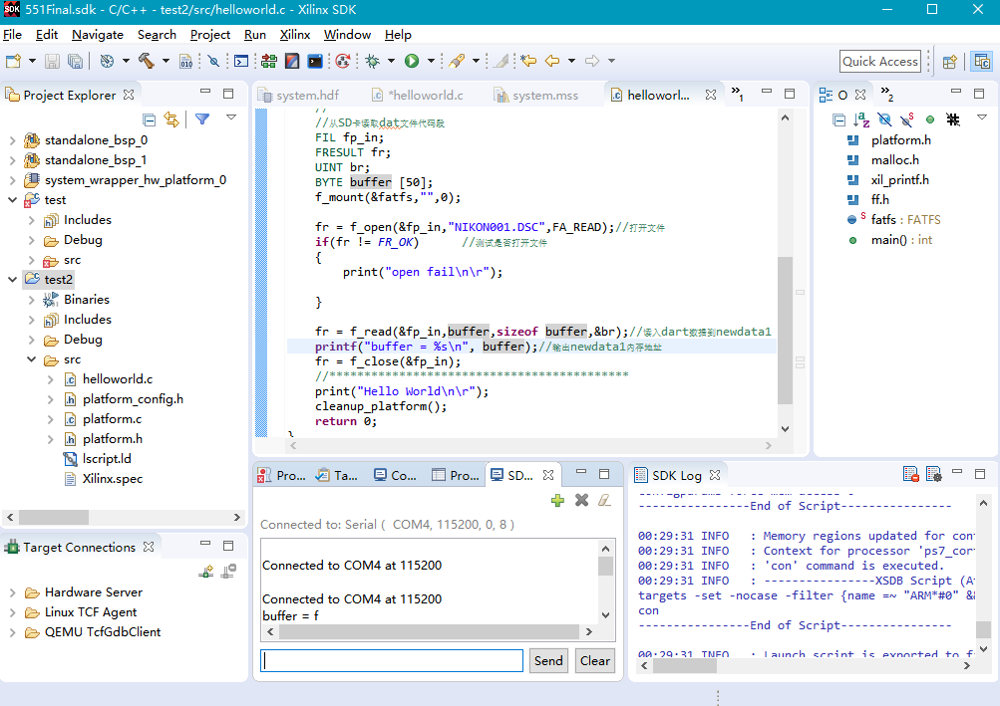 551Final.sdk - C/C++ - test2/src/helloworld.c - Xilinx SDK
File Edit Navigate Search Project Run Xilinx Window Help
Quick Access
Project Explorer
standalone_bsp_0
standalone_bsp_1
system_wrapper_hw_platform_0
test
Includes
Debug
src
test2
Binaries
Includes
Debug
src
helloworld.c
platform_config.h
platform.c
platform.h
lscript.ld
Xilinx.spec
Target Connections
Hardware Server
Linux TCF Agent
QEMU TcfGdbClient
system.hdf *helloworld.c system.mss hellowor... »1
//
//从SD卡读取dat文件代码段
FIL fp_in;
FRESULT fr;
UINT br;
BYTE buffer [50];
f_mount(&fatfs,"",0);
fr = f_open(&fp_in,"NIKON001.DSC",FA_READ);//打开文件
if(fr != FR_OK) //测试是否打开文件
{
print("open fail\n\r");
}
fr = f_read(&fp_in,buffer,sizeof buffer,&br);//读入dart数据到newdata1
printf("buffer = %s\n", buffer);//输出newdata1内存地址
fr = f_close(&fp_in);
//*******************************************
print("Hello World\n\r");
cleanup_platform();
return 0;
}
O »2
platform.h
malloc.h
xil_printf.h
ff.h
fatfs : FATFS
main() : int
Pro... Ta... Co... Pro... SD...
Connected to: Serial ( COM4, 115200, 0, 8 )
Connected to COM4 at 115200
Connected to COM4 at 115200
buffer = f
Send Clear
SDK Log
----------------End of Script----------------
00:29:31 INFO : Memory regions updated for con
00:29:31 INFO : Context for processor 'ps7_cor
00:29:31 INFO : 'con' command is executed.
00:29:31 INFO : ----------------XSDB Script (A
targets -set -nocase -filter {name =~ "ARM*#0" &&
con
----------------End of Script----------------
00:29:31 INFO : Launch script is exported to f